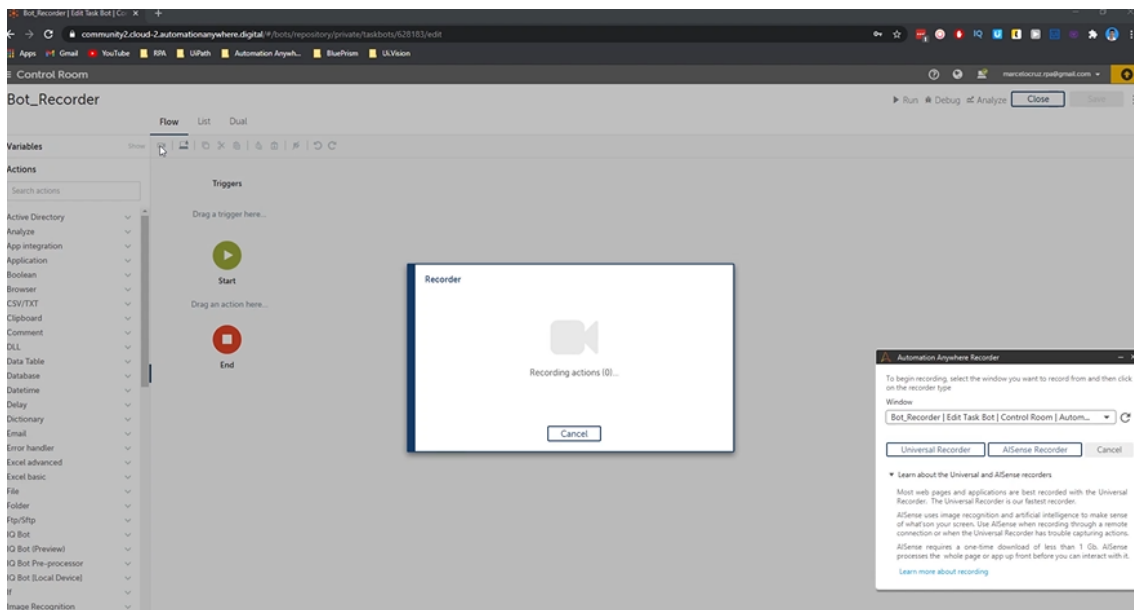 Bot_Recorder | Edit Task Bot | Cor
community2.cloud-2.automationanywhere.digital/#/bots/repository/private/taskbots/628183/edit
Apps Gmail YouTube RPA UiPath Automation Anywh... BluePrism Ui.Vision
Control Room
marcelocruz.rpa@gmail.com
Bot_Recorder
Run Debug Analyze Close Save
Flow List Dual
Variables Show
Actions
Search actions
Triggers
Drag a trigger here...
Start
Drag an action here...
End
Active Directory
Analyze
App integration
Application
Boolean
Browser
CSV/TXT
Clipboard
Comment
DLL
Data Table
Database
Datetime
Delay
Dictionary
Email
Error handler
Excel advanced
Excel basic
File
Folder
Ftp/Sftp
IQ Bot
IQ Bot (Preview)
IQ Bot Pre-processor
IQ Bot [Local Device]
If
Image Recognition
Recorder
Recording actions (0)...
Cancel
Automation Anywhere Recorder
To begin recording, select the window you want to record from and then click
on the recorder type
Window
Bot_Recorder | Edit Task Bot | Control Room | Autom...
Universal Recorder AISense Recorder Cancel
Learn about the Universal and AISense recorders
Most web pages and applications are best recorded with the Universal
Recorder. The Universal Recorder is our fastest recorder.
AISense uses image recognition and artificial intelligence to make sense
of what'son your screen. Use AISense when recording through a remote
connection or when the Universal Recorder has trouble capturing actions.
AISense requires a one-time download of less than 1 Gb. AISense
processes the whole page or app up front before you can interact with it.
Learn more about recording